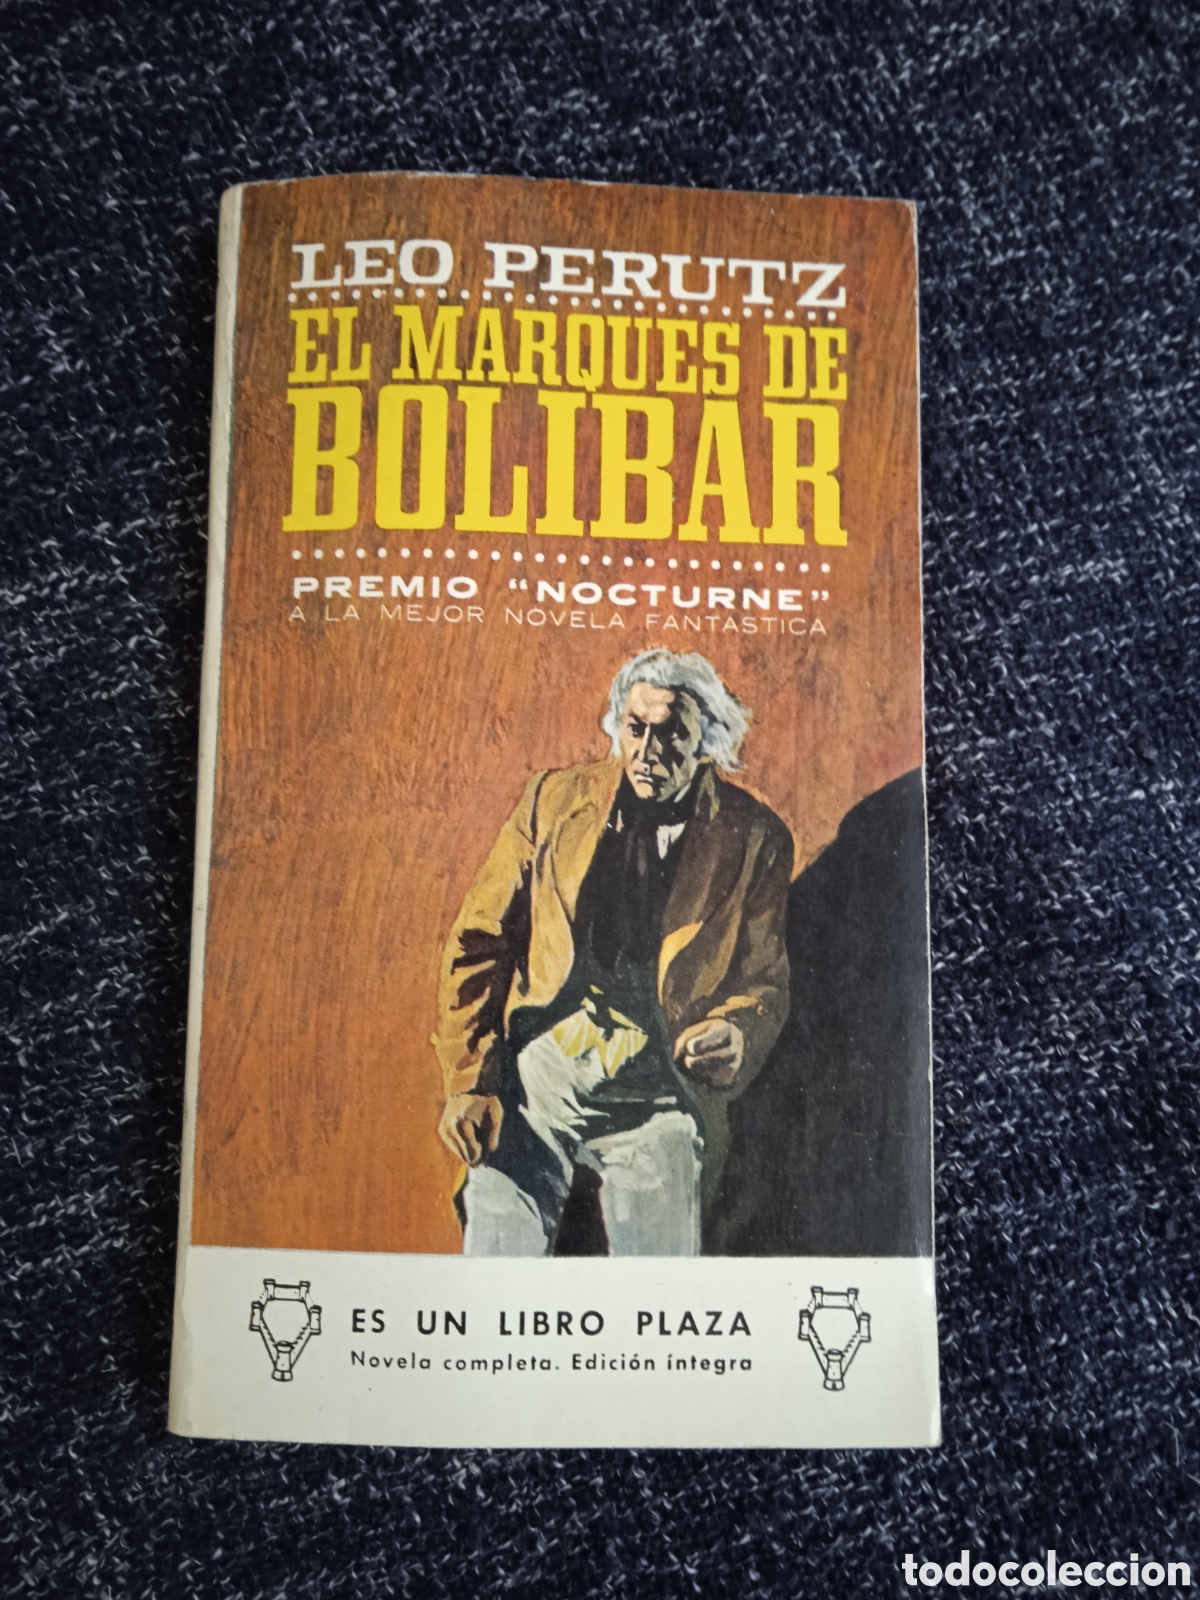 LEO PERUTZ
EL MARQUES DE
BOLIBAR
PREMIO "NOCTURNE"
A LA MEJOR NOVELA FANTASTICA
ES UN LIBRO PLAZA
Novela completa. Edición íntegra
todocoleccion